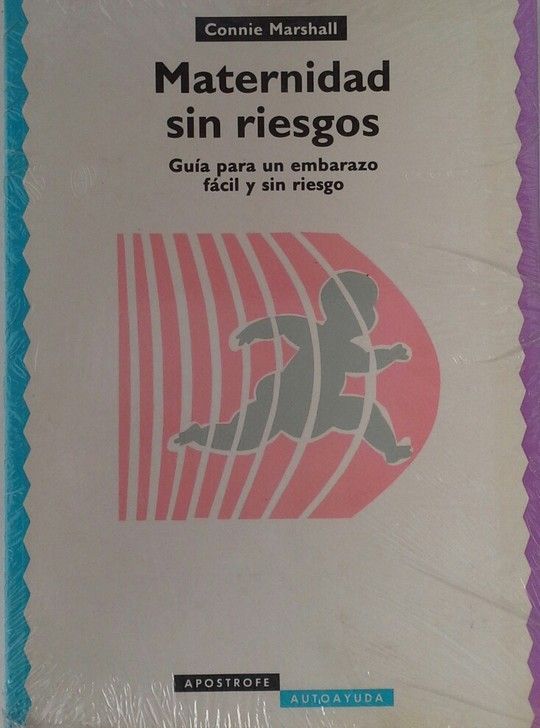 Connie Marshall
Maternidad
sin riesgos
Guía para un embarazo
fácil y sin riesgo
APOSTROFE
AUTOAYUDA